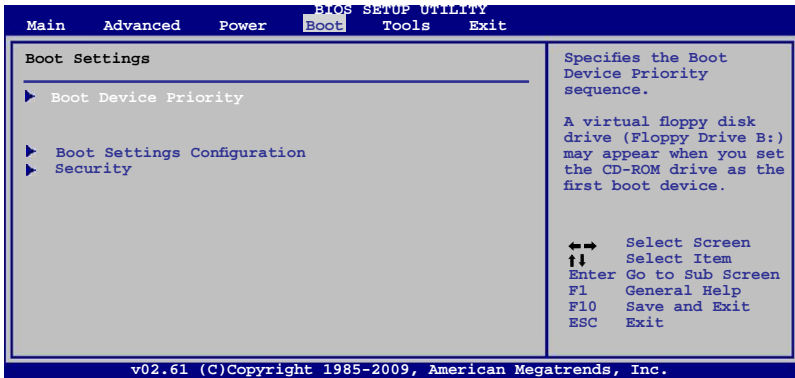 BIOS SETUP UTILITY
Main Advanced Power Boot Tools Exit
Boot Settings
Boot Device Priority
Boot Settings Configuration
Security
Specifies the Boot
Device Priority
sequence.
A virtual floppy disk
drive (Floppy Drive B:)
may appear when you set
the CD-ROM drive as the
first boot device.
←→ Select Screen
↑↓ Select Item
Enter Go to Sub Screen
F1 General Help
F10 Save and Exit
ESC Exit
v02.61 (C)Copyright 1985-2009, American Megatrends, Inc.